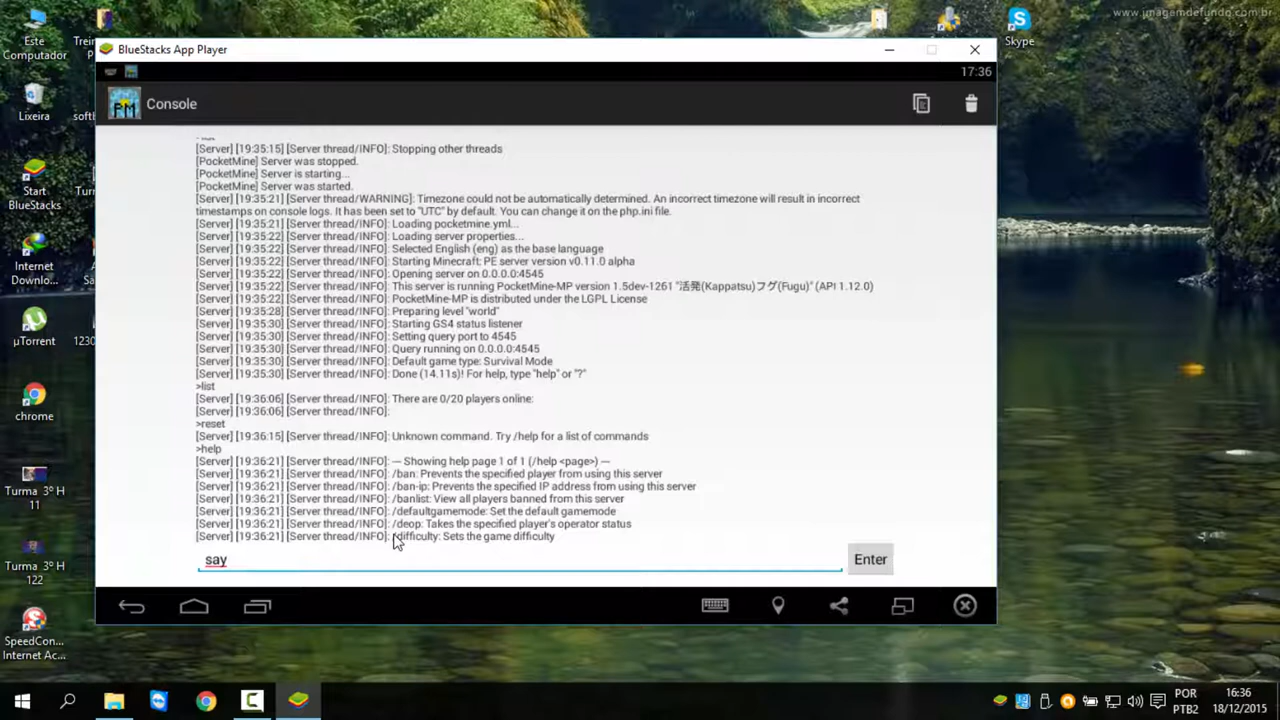 www.imagemdefundo.com.br
Este
Computador
Trei
P
Skype
Lixeira
soft
Start
BlueStacks
Tur
Internet
Downlo...
A
S
µTorrent
1230
chrome
Turma 3º H
11
Turma 3º H
122
SpeedCon...
Internet Ac...
BlueStacks App Player
17:36
PM
Console
[Server] [19:35:15] [Server thread/INFO]: Stopping other threads
[PocketMine] Server was stopped.
[PocketMine] Server is starting...
[PocketMine] Server was started.
[Server] [19:35:21] [Server thread/WARNING]: Timezone could not be automatically determined. An incorrect timezone will result in incorrect
timestamps on console logs. It has been set to "UTC" by default. You can change it on the php.ini file.
[Server] [19:35:21] [Server thread/INFO]: Loading pocketmine.yml...
[Server] [19:35:22] [Server thread/INFO]: Loading server properties...
[Server] [19:35:22] [Server thread/INFO]: Selected English (eng) as the base language
[Server] [19:35:22] [Server thread/INFO]: Starting Minecraft: PE server version v0.11.0 alpha
[Server] [19:35:22] [Server thread/INFO]: Opening server on 0.0.0.0:4545
[Server] [19:35:22] [Server thread/INFO]: This server is running PocketMine-MP version 1.5dev-1261 "活発(Kappatsu)フグ(Fugu)" (API 1.12.0)
[Server] [19:35:22] [Server thread/INFO]: PocketMine-MP is distributed under the LGPL License
[Server] [19:35:28] [Server thread/INFO]: Preparing level "world"
[Server] [19:35:30] [Server thread/INFO]: Starting GS4 status listener
[Server] [19:35:30] [Server thread/INFO]: Setting query port to 4545
[Server] [19:35:30] [Server thread/INFO]: Query running on 0.0.0.0:4545
[Server] [19:35:30] [Server thread/INFO]: Default game type: Survival Mode
[Server] [19:35:30] [Server thread/INFO]: Done (14.11s)! For help, type "help" or "?"
>list
[Server] [19:36:06] [Server thread/INFO]: There are 0/20 players online:
[Server] [19:36:06] [Server thread/INFO]:
>reset
[Server] [19:36:15] [Server thread/INFO]: Unknown command. Try /help for a list of commands
>help
[Server] [19:36:21] [Server thread/INFO]: --- Showing help page 1 of 1 (/help <page>) ---
[Server] [19:36:21] [Server thread/INFO]: /ban: Prevents the specified player from using this server
[Server] [19:36:21] [Server thread/INFO]: /ban-ip: Prevents the specified IP address from using this server
[Server] [19:36:21] [Server thread/INFO]: /banlist: View all players banned from this server
[Server] [19:36:21] [Server thread/INFO]: /defaultgamemode: Set the default gamemode
[Server] [19:36:21] [Server thread/INFO]: /deop: Takes the specified player's operator status
[Server] [19:36:21] [Server thread/INFO]: /difficulty: Sets the game difficulty
say
Enter
POR
PTB2
16:36
18/12/2015